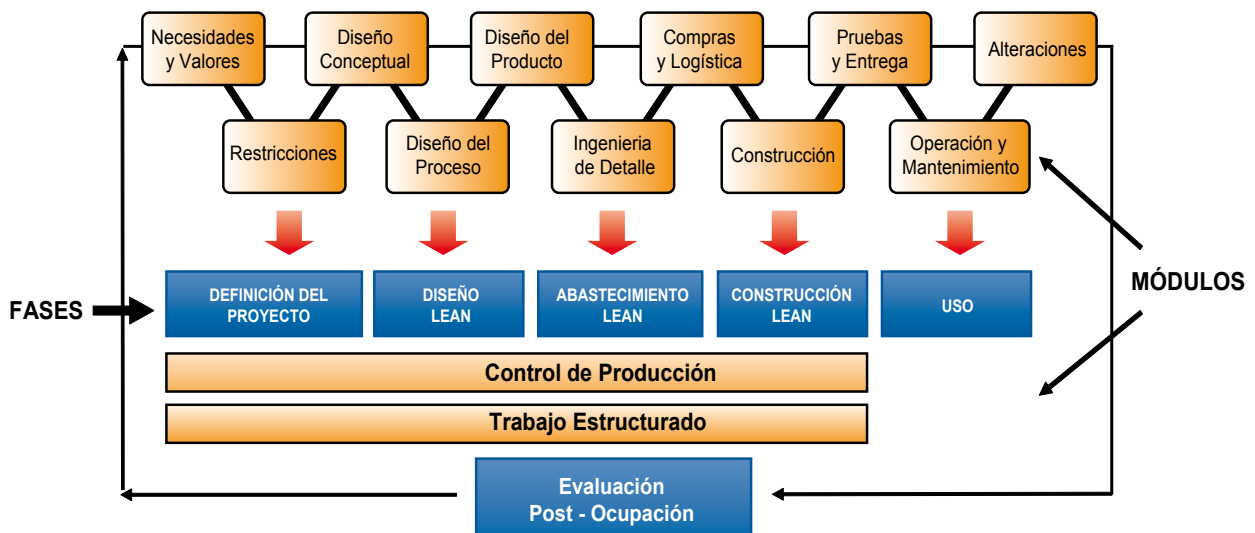 Necesidades
y Valores
Diseño
Conceptual
Diseño del
Producto
Compras
y Logística
Pruebas
y Entrega
Alteraciones
Restricciones
Diseño del
Proceso
Ingenieria
de Detalle
Construcción
Operación y
Mantenimiento
FASES
DEFINICIÓN DEL
PROYECTO
DISEÑO
LEAN
ABASTECIMIENTO
LEAN
CONSTRUCCIÓN
LEAN
USO
MÓDULOS
Control de Producción
Trabajo Estructurado
Evaluación
Post - Ocupación